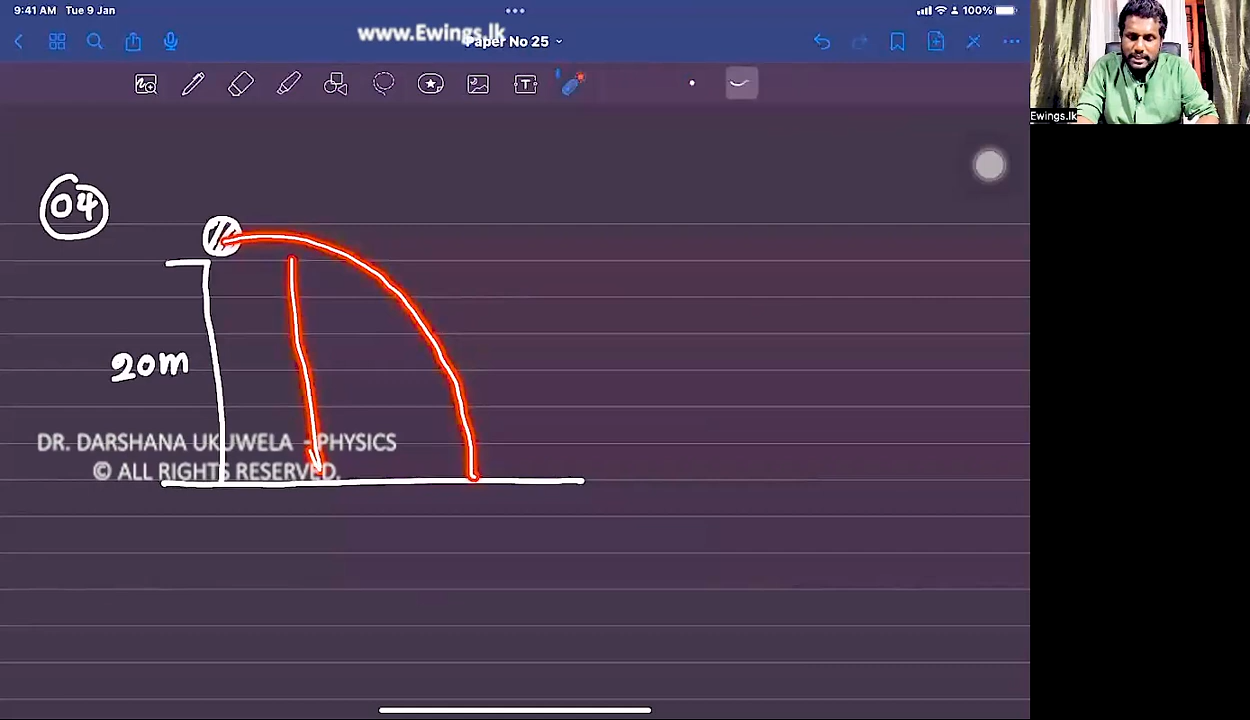 9:41 AM Tue 9 Jan
100%
www.Ewings.lk
Paper No 25
Ewings.lk
04
20m
DR. DARSHANA UKUWELA - PHYSICS
© ALL RIGHTS RESERVED.